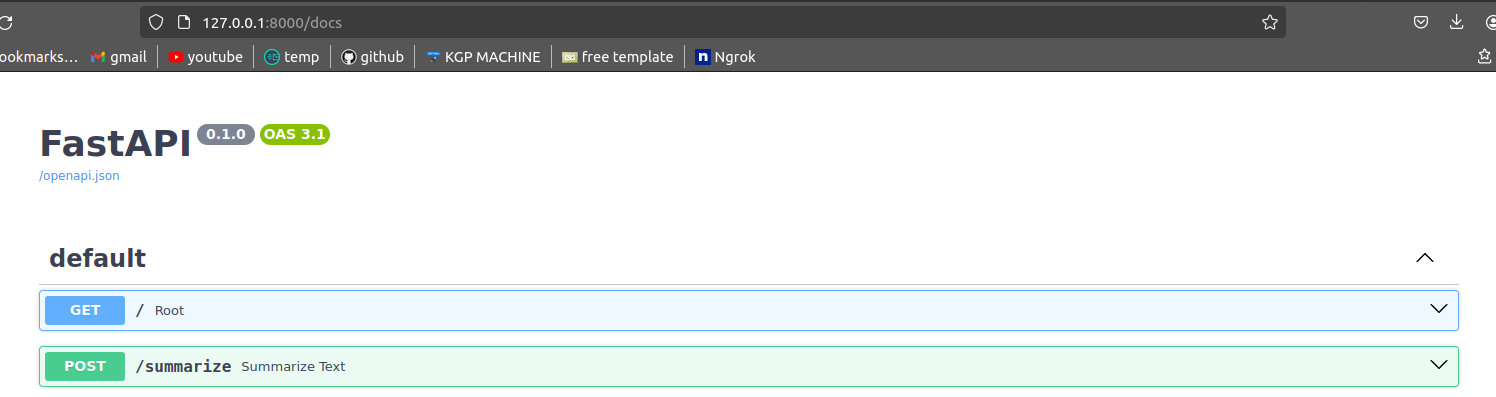 127.0.0.1:8000/docs
ookmarks... gmail youtube temp github KGP MACHINE free template n Ngrok
FastAPI 0.1.0 OAS 3.1
/openapi.json
default
GET / Root
POST /summarize Summarize Text